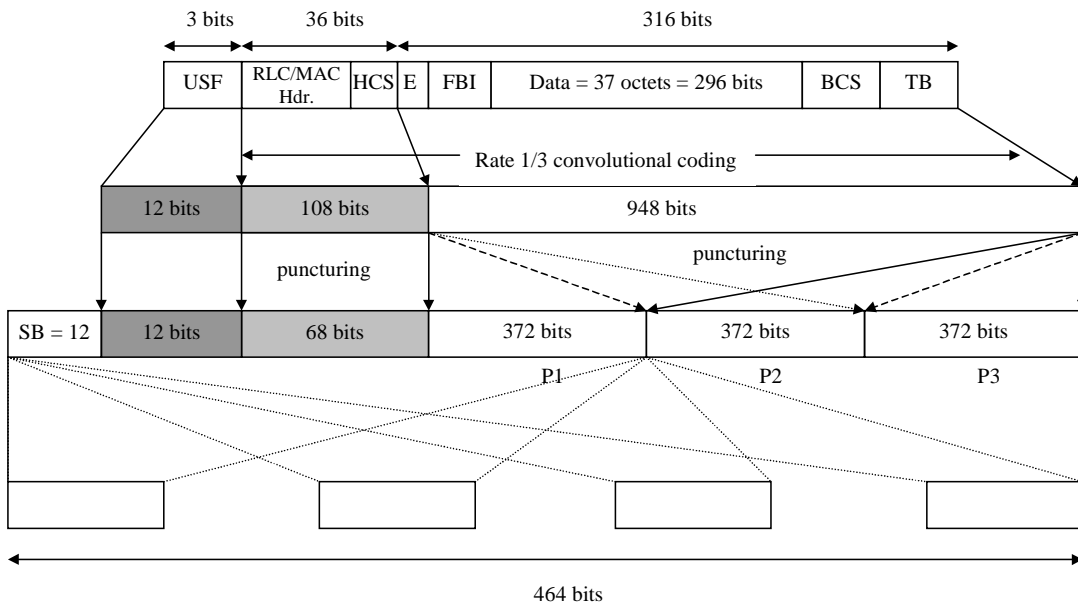 3 bits 36 bits 316 bits
USF RLC/MAC Hdr. HCS E FBI Data = 37 octets = 296 bits BCS TB
Rate 1/3 convolutional coding
12 bits 108 bits 948 bits
puncturing puncturing
SB = 12 12 bits 68 bits 372 bits 372 bits 372 bits
P1 P2 P3
464 bits